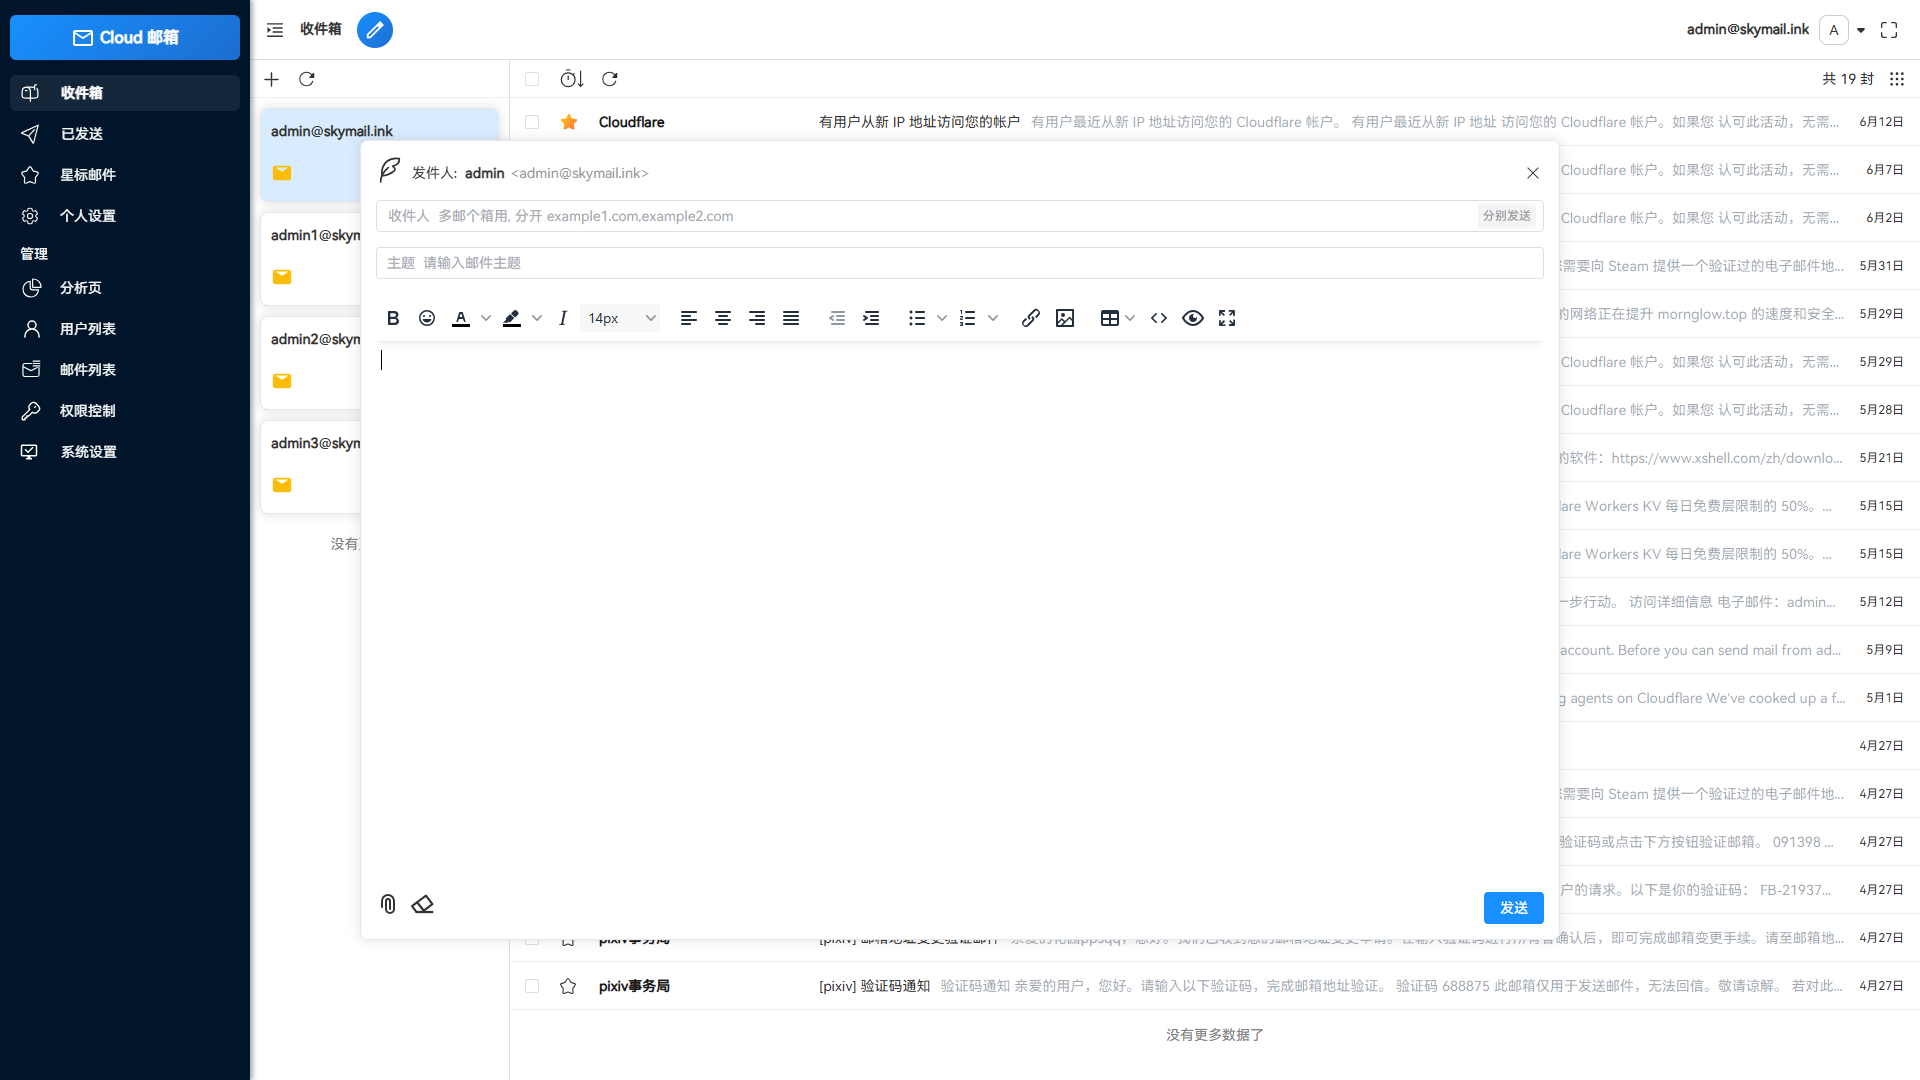 Cloud 邮箱
收件箱
已发送
星标邮件
个人设置
管理
分析页
用户列表
邮件列表
权限控制
系统设置
收件箱
admin@skymail.ink
A
共 19 封
admin@skymail.ink
admin1@skym
admin2@skym
admin3@skym
没有
Cloudflare 有用户从新 IP 地址访问您的帐户 有用户最近从新 IP 地址访问您的 Cloudflare 帐户。 有用户最近从新 IP 地址 访问您的 Cloudflare 帐户。如果您 认可此活动，无需... 6月12日
Cloudflare 帐户。如果您 认可此活动，无需... 6月7日
Cloudflare 帐户。如果您 认可此活动，无需... 6月2日
需要向 Steam 提供一个验证过的电子邮件地... 5月31日
的网络正在提升 mornglow.top 的速度和安全... 5月29日
Cloudflare 帐户。如果您 认可此活动，无需... 5月29日
Cloudflare 帐户。如果您 认可此活动，无需... 5月28日
的软件：https://www.xshell.com/zh/downlo... 5月21日
are Workers KV 每日免费层限制的 50%。... 5月15日
are Workers KV 每日免费层限制的 50%。... 5月15日
一步行动。 访问详细信息 电子邮件：admin... 5月12日
account. Before you can send mail from ad... 5月9日
g agents on Cloudflare We've cooked up a f... 5月1日
4月27日
需要向 Steam 提供一个验证过的电子邮件地... 4月27日
验证码或点击下方按钮验证邮箱。 091398 ... 4月27日
户的请求。以下是你的验证码： FB-21937... 4月27日
确认后，即可完成邮箱变更手续。请至邮箱地... 4月27日
pixiv事务局 [pixiv] 验证码通知 验证码通知 亲爱的用户，您好。请输入以下验证码，完成邮箱地址验证。 验证码 688875 此邮箱仅用于发送邮件，无法回信。敬请谅解。 若对此... 4月27日
没有更多数据了
发件人: admin <admin@skymail.ink>
收件人 多邮个箱用, 分开 example1.com,example2.com 分别发送
主题 请输入邮件主题
14px
发送